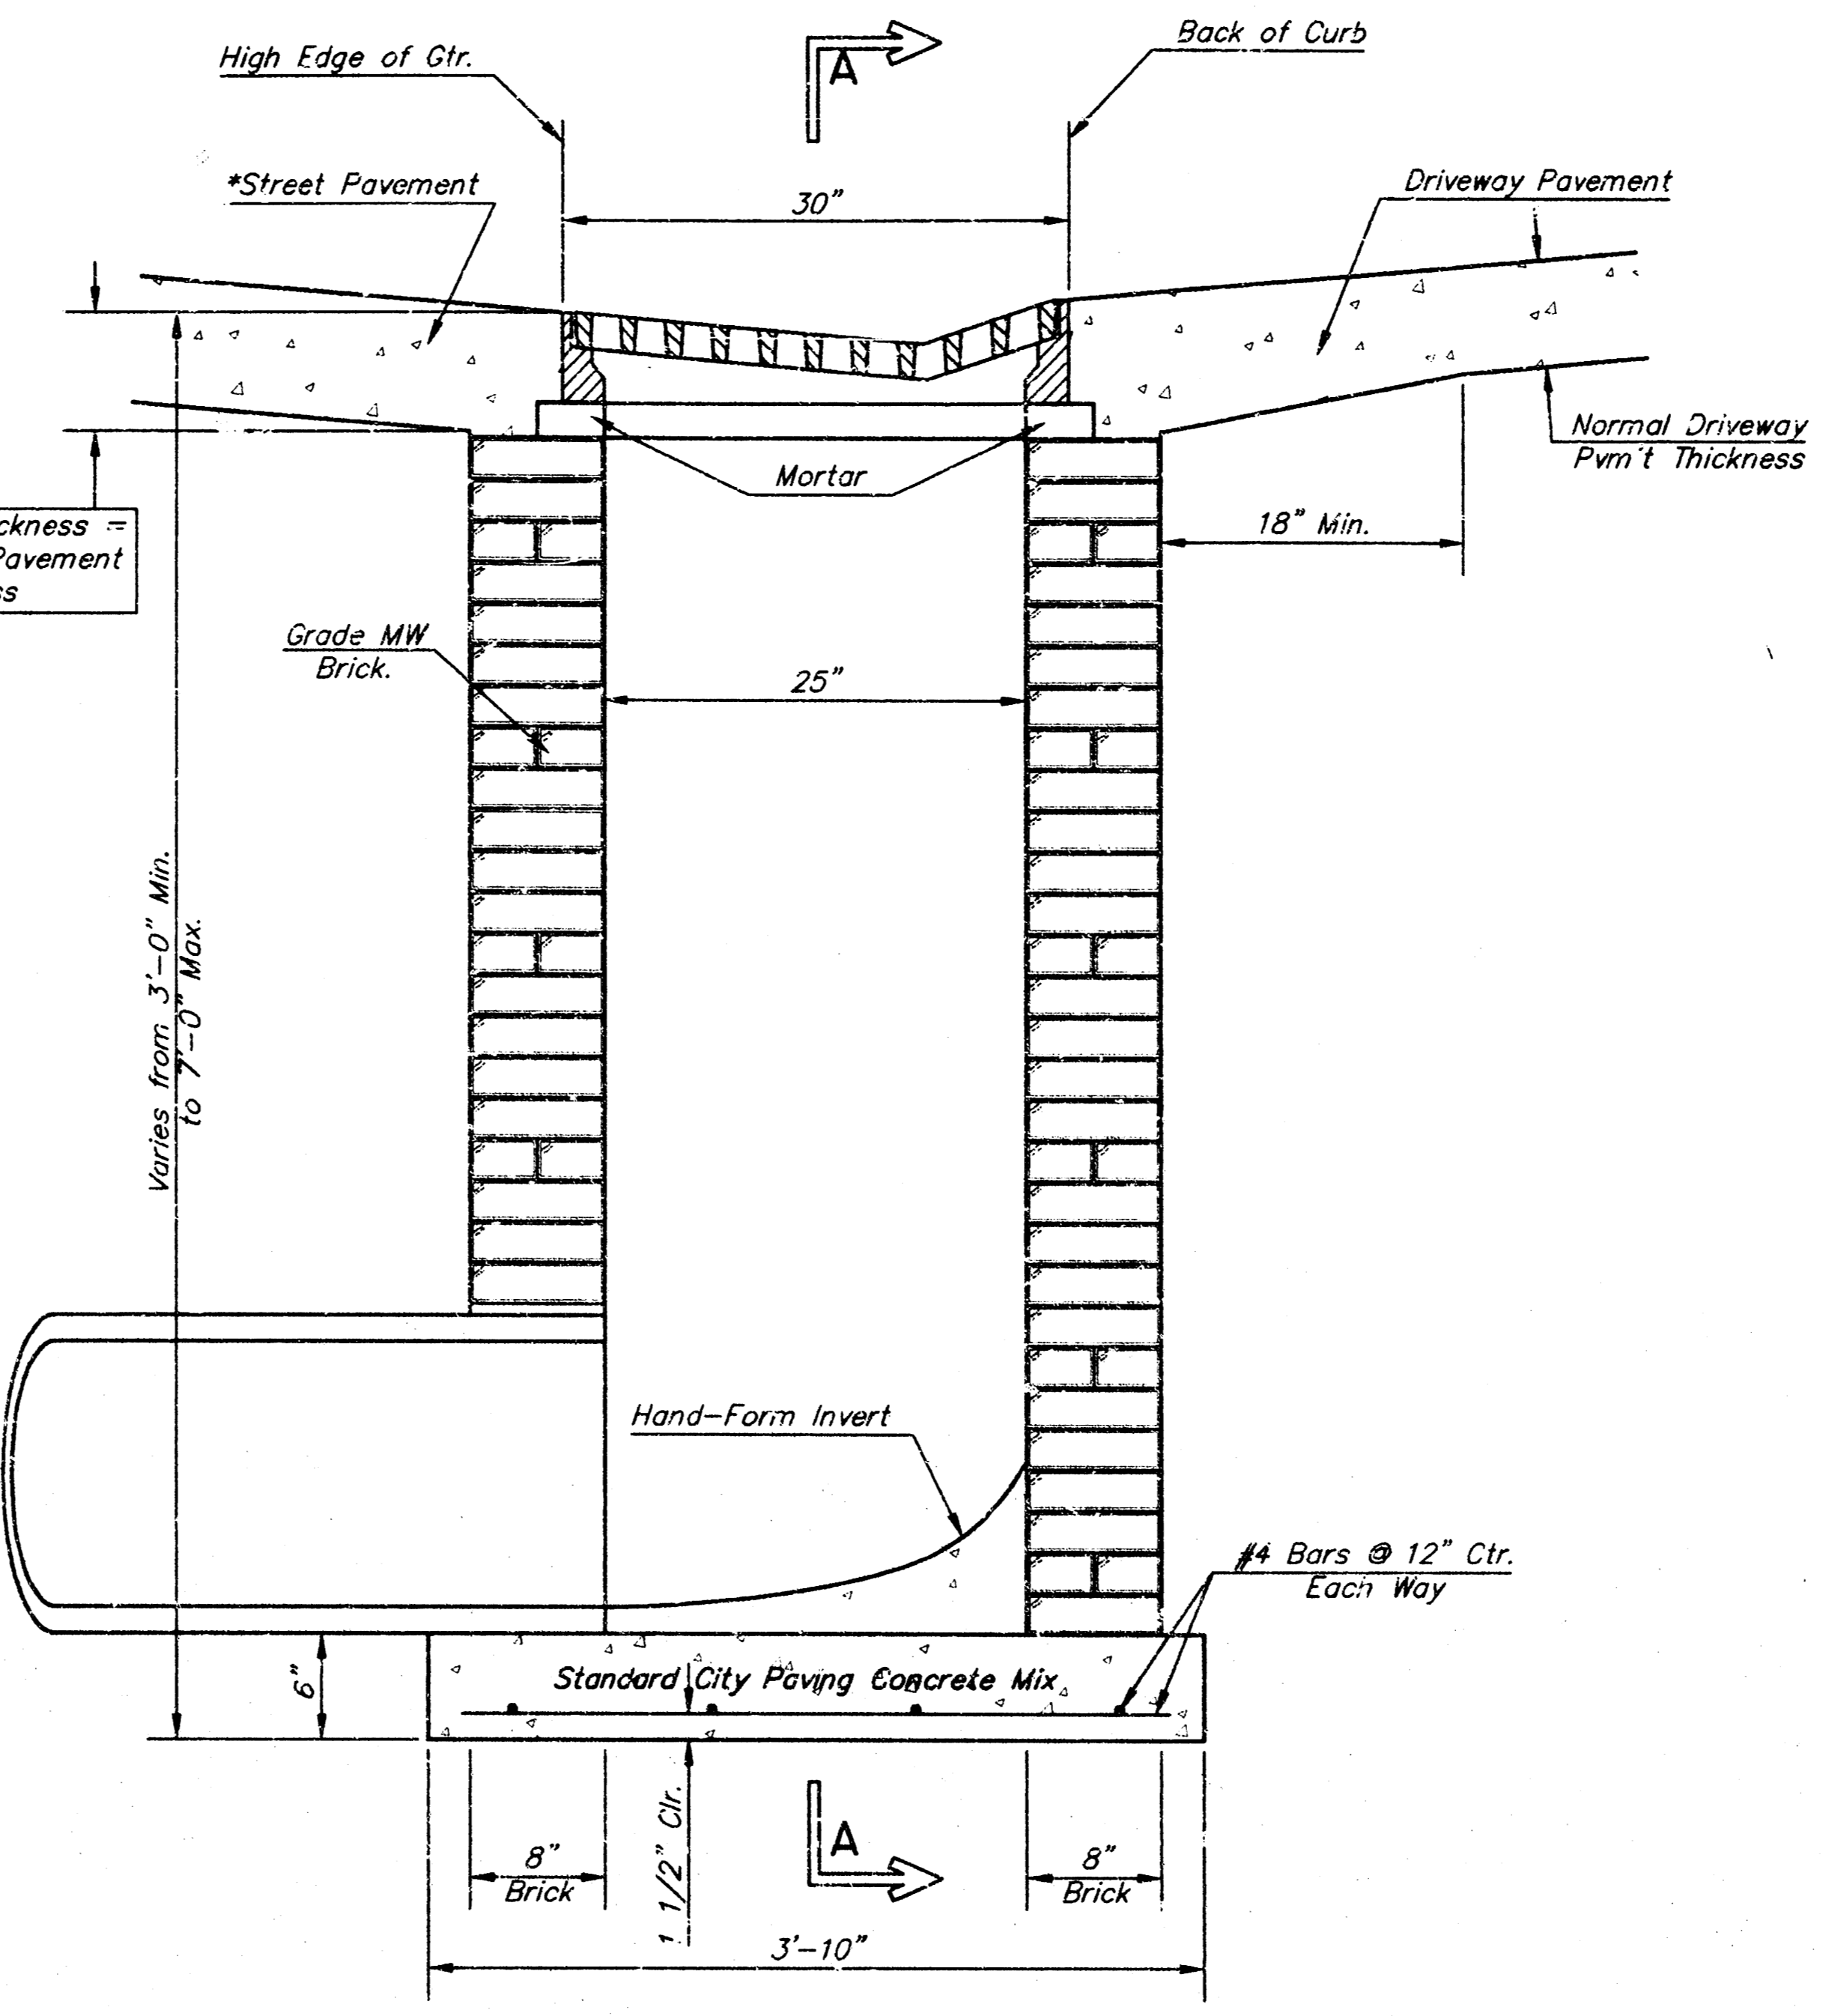 High Edge of Gtr.
A
Back of Curb
*Street Pavement
30"
Driveway Pavement
Mortar
Normal Driveway
Pvm't Thickness
18" Min.
ckness =
Pavement
ss
Grade MW
Brick.
25"
Varies from 3'-0" Min.
to 7'-0" Max.
Hand-Form Invert
#4 Bars @ 12" Ctr.
Each Way
6"
Standard City Paving Concrete Mix
1 1/2" Clr.
A
8"
Brick
8"
Brick
3'-10"